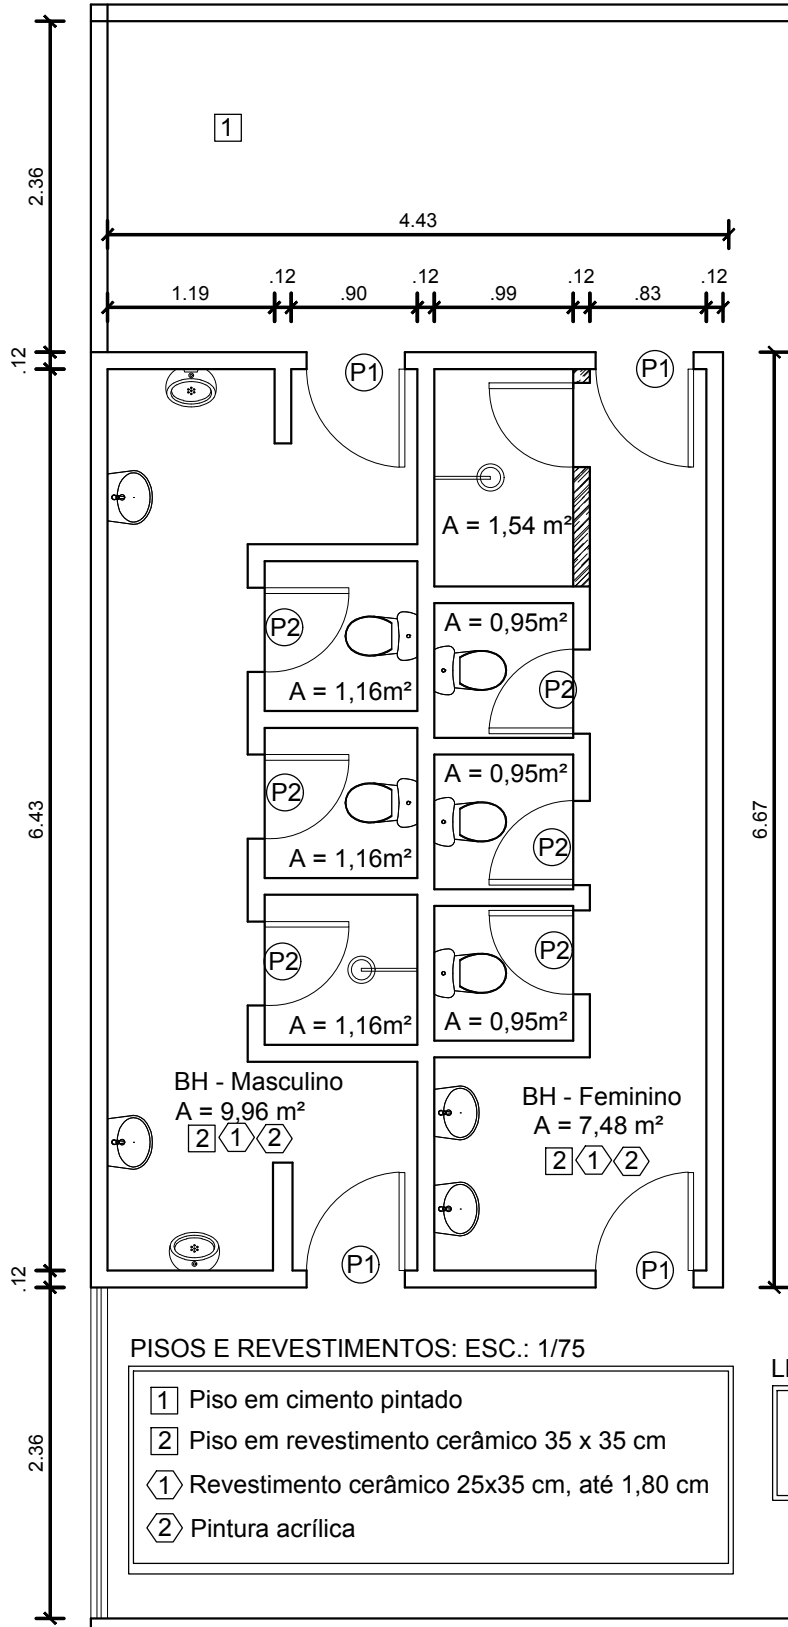 1
2.36
4.43
1.19
.12
.90
.12
.99
.12
.83
.12
.12
P1
P1
A = 1,54 m²
P2
A = 0,95m²
P2
A = 1,16m²
A = 0,95m²
P2
P2
A = 1,16m²
6.43
6.67
P2
P2
A = 1,16m²
A = 0,95m²
BH - Masculino
A = 9,96 m²
2 1 2
BH - Feminino
A = 7,48 m²
2 1 2
P1
P1
.12
2.36
PISOS E REVESTIMENTOS: ESC.: 1/75
1 Piso em cimento pintado
2 Piso em revestimento cerâmico 35 x 35 cm
1 Revestimento cerâmico 25x35 cm, até 1,80 cm
2 Pintura acrílica